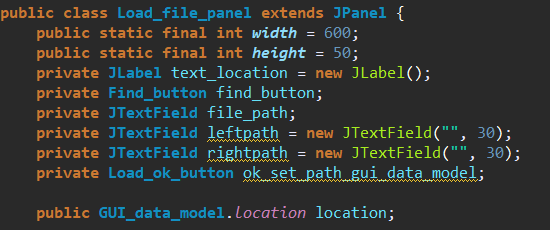 public class Load_file_panel extends JPanel {
public static final int width = 600;
public static final int height = 50;
private JLabel text_location = new JLabel();
private Find_button find_button;
private JTextField file_path;
private JTextField leftpath = new JTextField("", 30);
private JTextField rightpath = new JTextField("", 30);
private Load_ok_button ok_set_path_gui_data_model;
public GUI_data_model.location location;